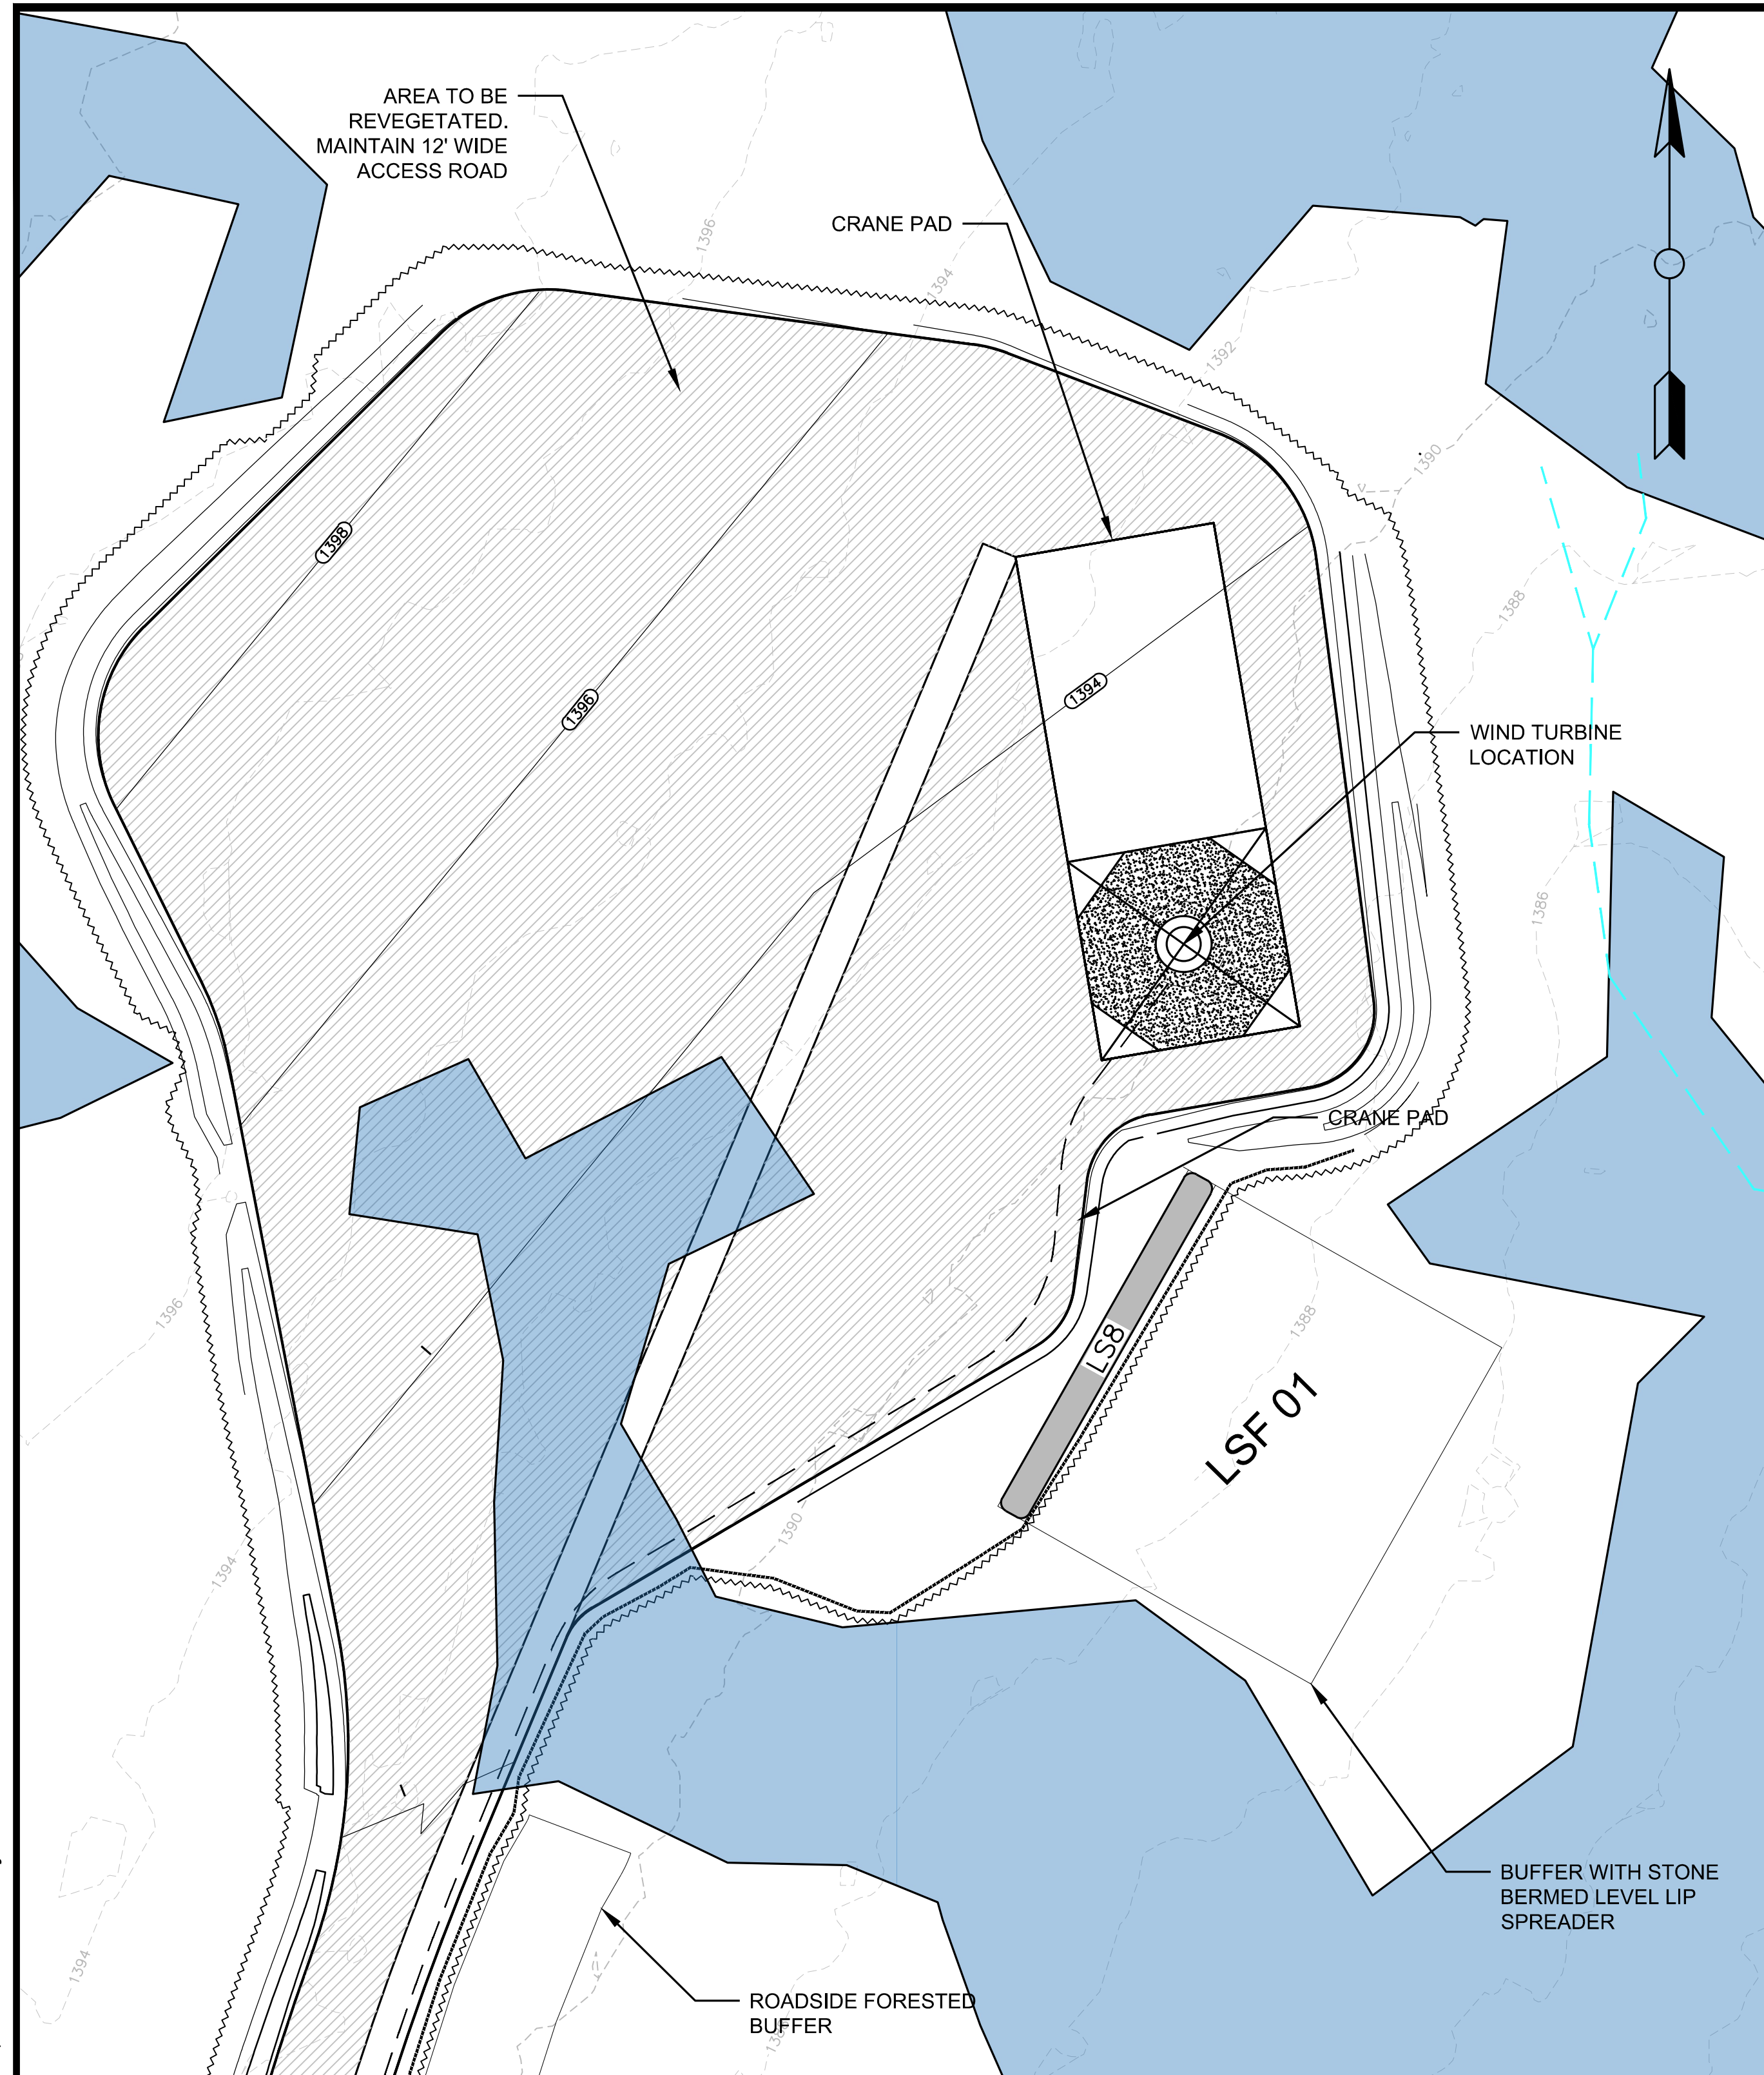 AREA TO BE
REVEGETATED.
MAINTAIN 12' WIDE
ACCESS ROAD
CRANE PAD
1396
1394
1392
1390
1398
1388
1396
1394
WIND TURBINE
LOCATION
1386
CRANE PAD
1396
LS8
1388
LSF 01
1390
1394
BUFFER WITH STONE
BERMED LEVEL LIP
SPREADER
1394
ROADSIDE FORESTED
BUFFER